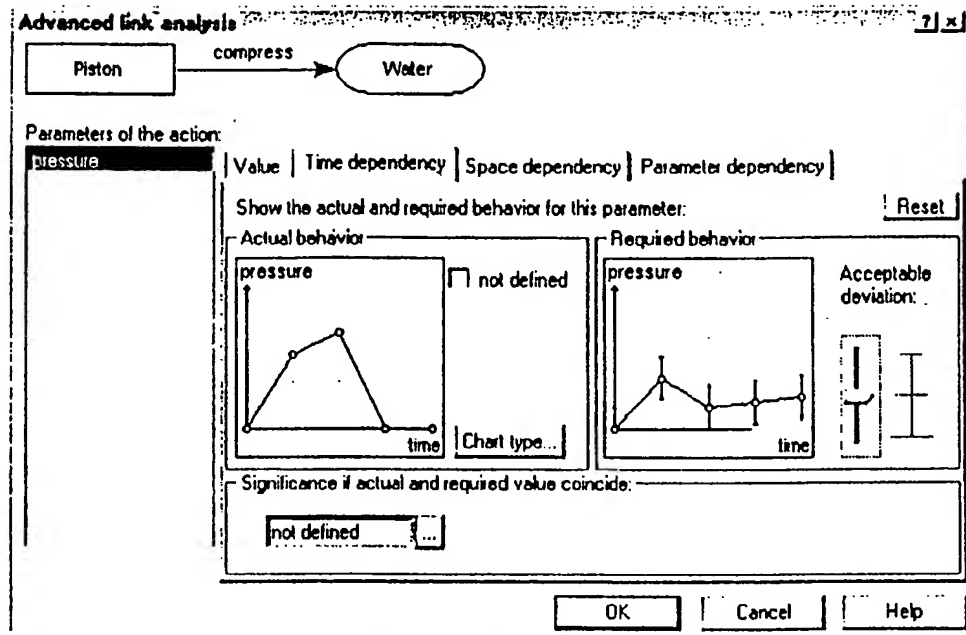 Advanced link analysis ? ×
compress
Piston Water
Parameters of the action:
pressure
Value Time dependency Space dependency Parameter dependency
Show the actual and required behavior for this parameter: Reset
Actual behavior
pressure
not defined
time
Chart type...
Required behavior
pressure
time
Acceptable
deviation:
Significance if actual and required value coincide:
not defined ...
OK Cancel Help